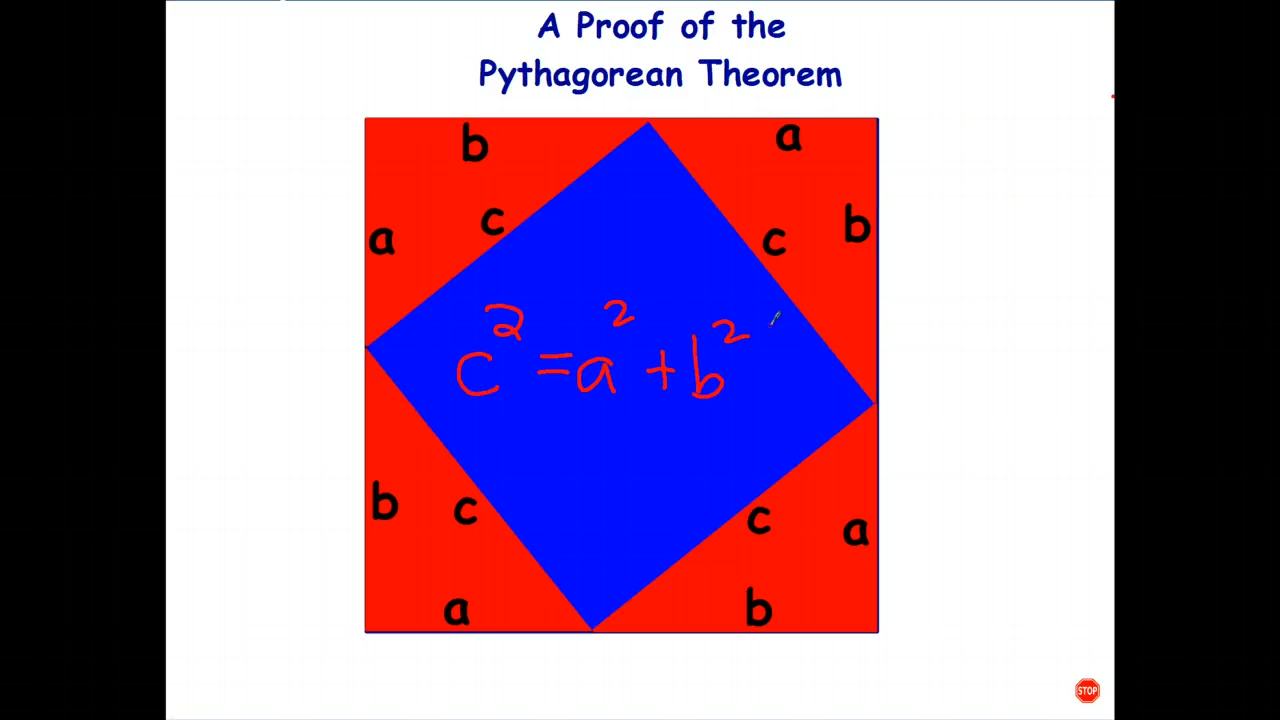 A Proof of the
Pythagorean Theorem
b
a
a
c
c
b
c² = a² + b²
b
c
c
a
a
b
STOP